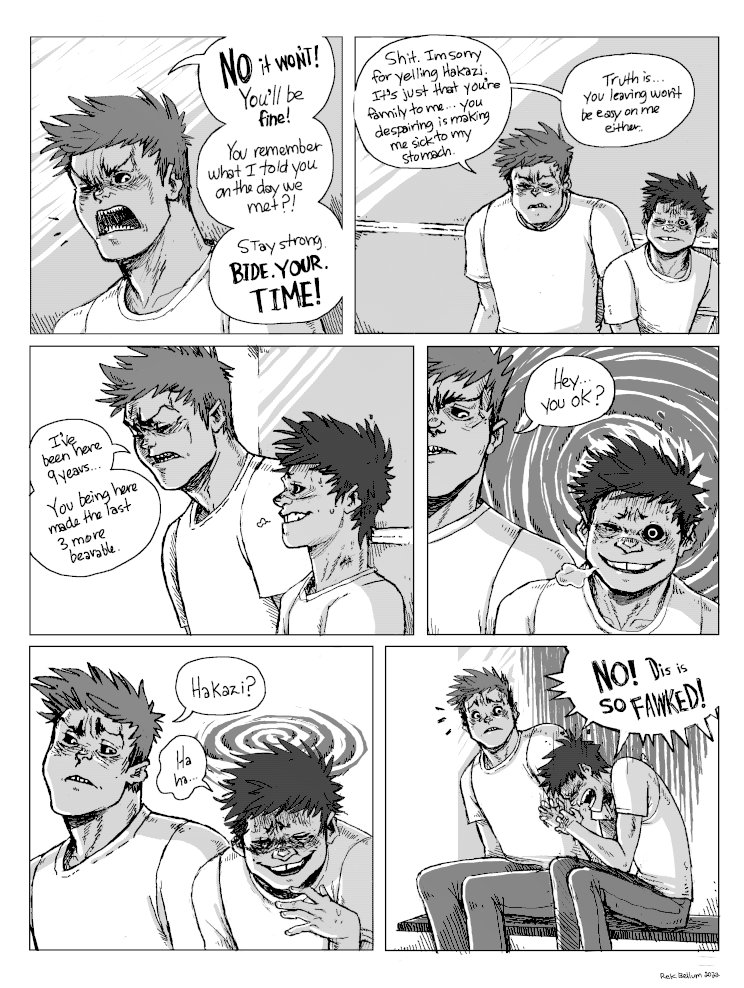 NO it WON'T!
You'll be
fine!
You remember
what I told you
on the day we
met?!
Stay strong.
BIDE. YOUR.
TIME!
Shit. Im sorry
for yelling Hakazi.
It's just that you're
family to me... you
despairing is making
me sick to my
stomach.
Truth is...
you leaving won't
be easy on me
either.
I've
been here
9 years...
You being here
made the last
3 more
bearable.
Hey...
you OK?
Hakazi?
Ha
ha...
NO! Dis is
SO FAWKED!
Rek. Bellum 2022